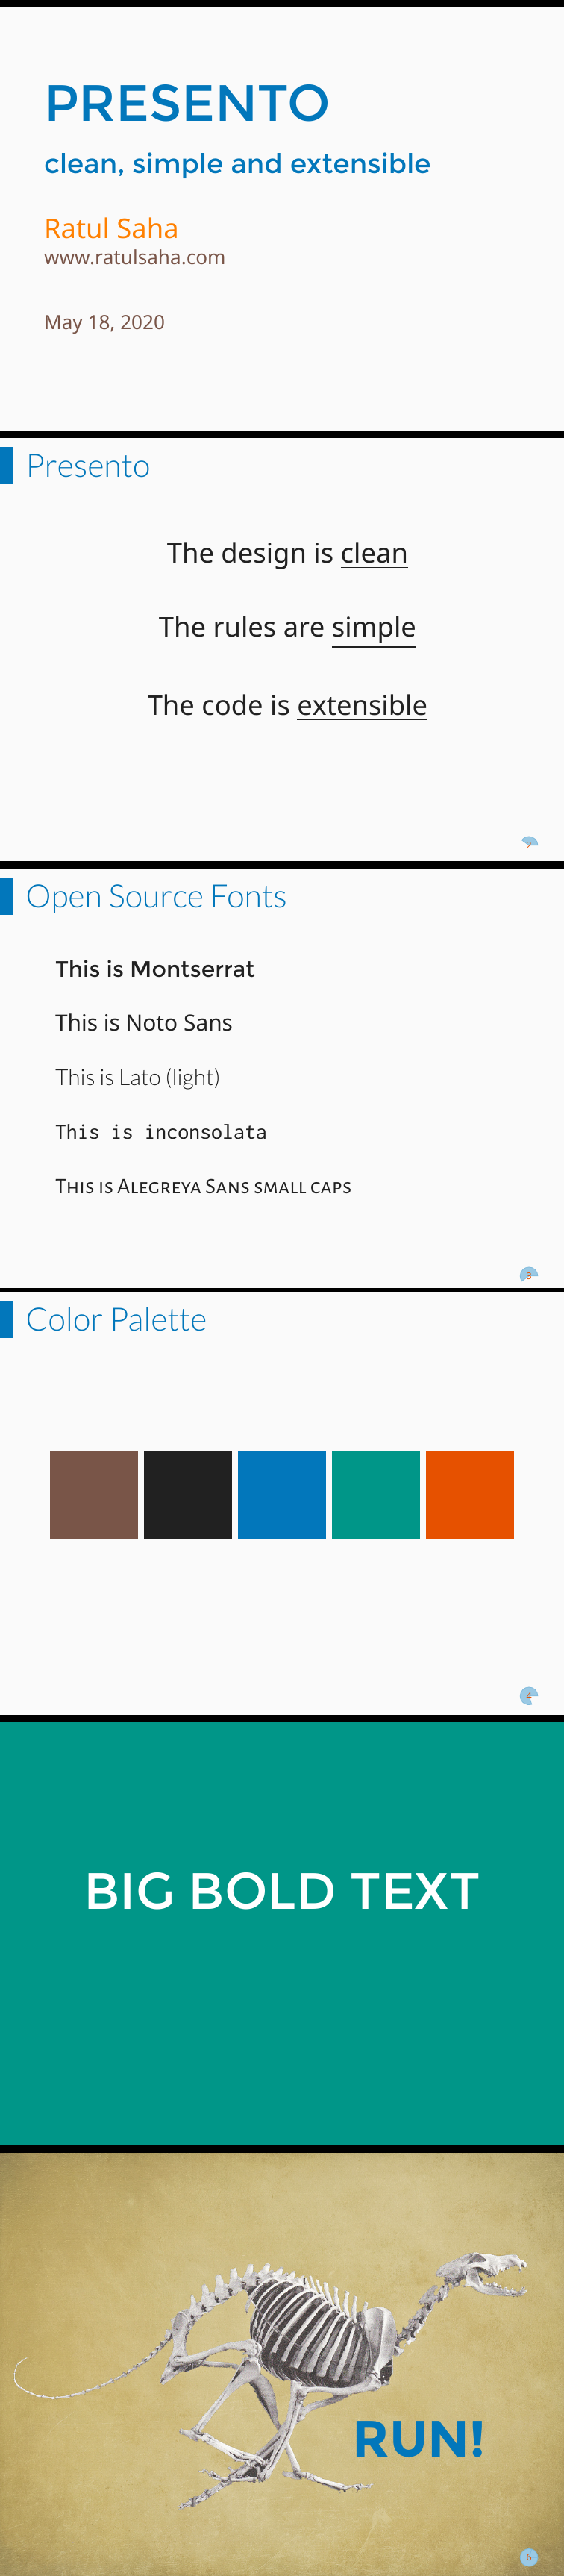 PRESENTO
clean, simple and extensible
Ratul Saha
www.ratulsaha.com
May 18, 2020
Presento
The design is clean
The rules are simple
The code is extensible
2
Open Source Fonts
This is Montserrat
This is Noto Sans
This is Lato (light)
This is inconsolata
This is Alegreya Sans small caps
3
Color Palette
4
BIG BOLD TEXT
RUN!
6